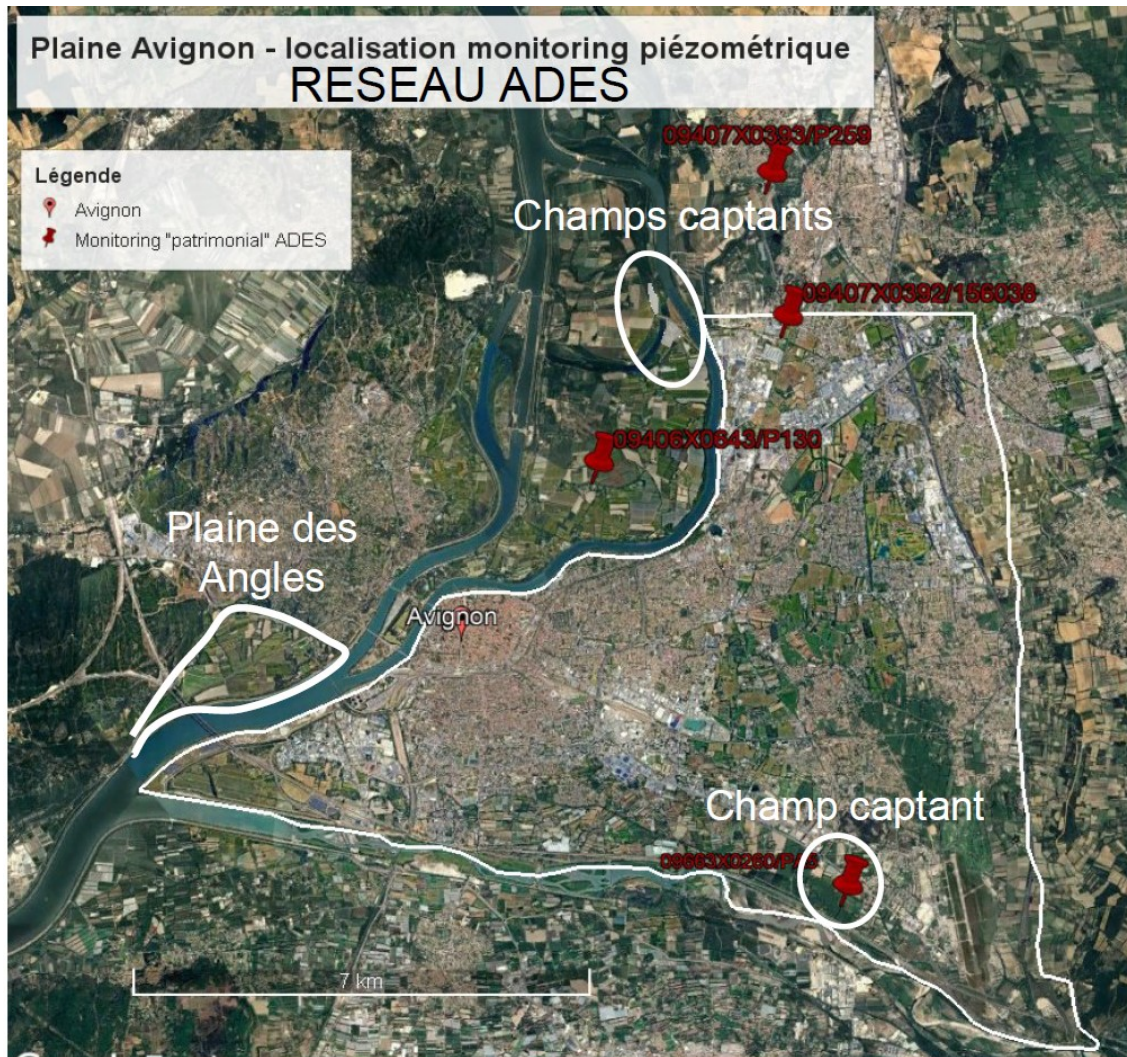 Plaine Avignon - localisation monitoring piézométrique
RESEAU ADES
Légende
Avignon
Monitoring "patrimonial" ADES
09407X0393/P259
Champs captants
09407X0392/156038
09406X0843/P130
Plaine des
Angles
Avignon
Champ captant
7 km